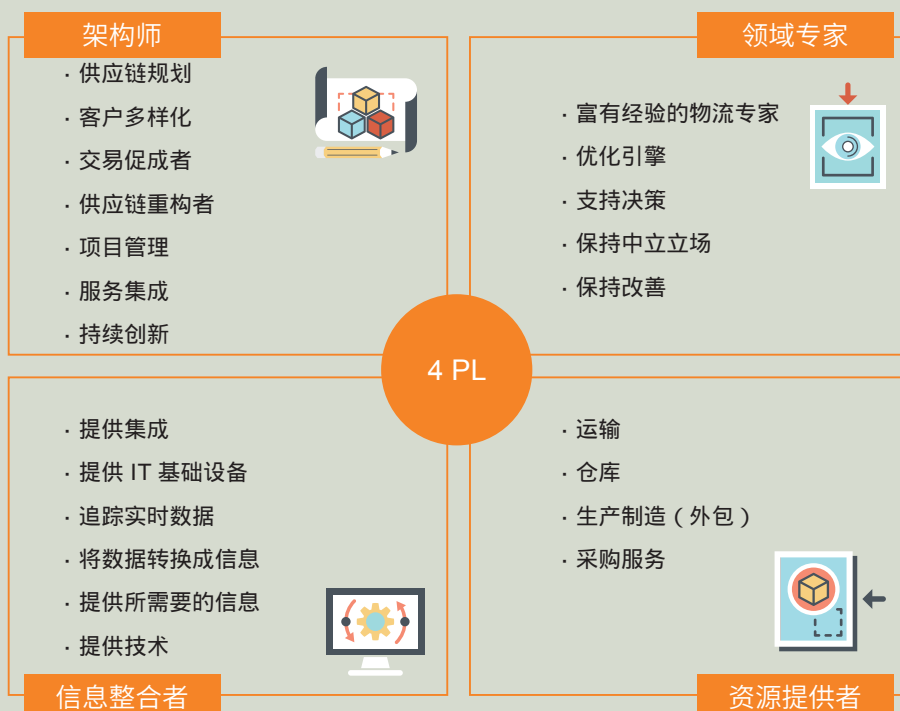 架构师
· 供应链规划
· 客户多样化
· 交易促成者
· 供应链重构者
· 项目管理
· 服务集成
· 持续创新
领域专家
· 富有经验的物流专家
· 优化引擎
· 支持决策
· 保持中立立场
· 保持改善
4 PL
· 提供集成
· 提供 IT 基础设备
· 追踪实时数据
· 将数据转换成信息
· 提供所需要的信息
· 提供技术
信息整合者
· 运输
· 仓库
· 生产制造（外包）
· 采购服务
资源提供者